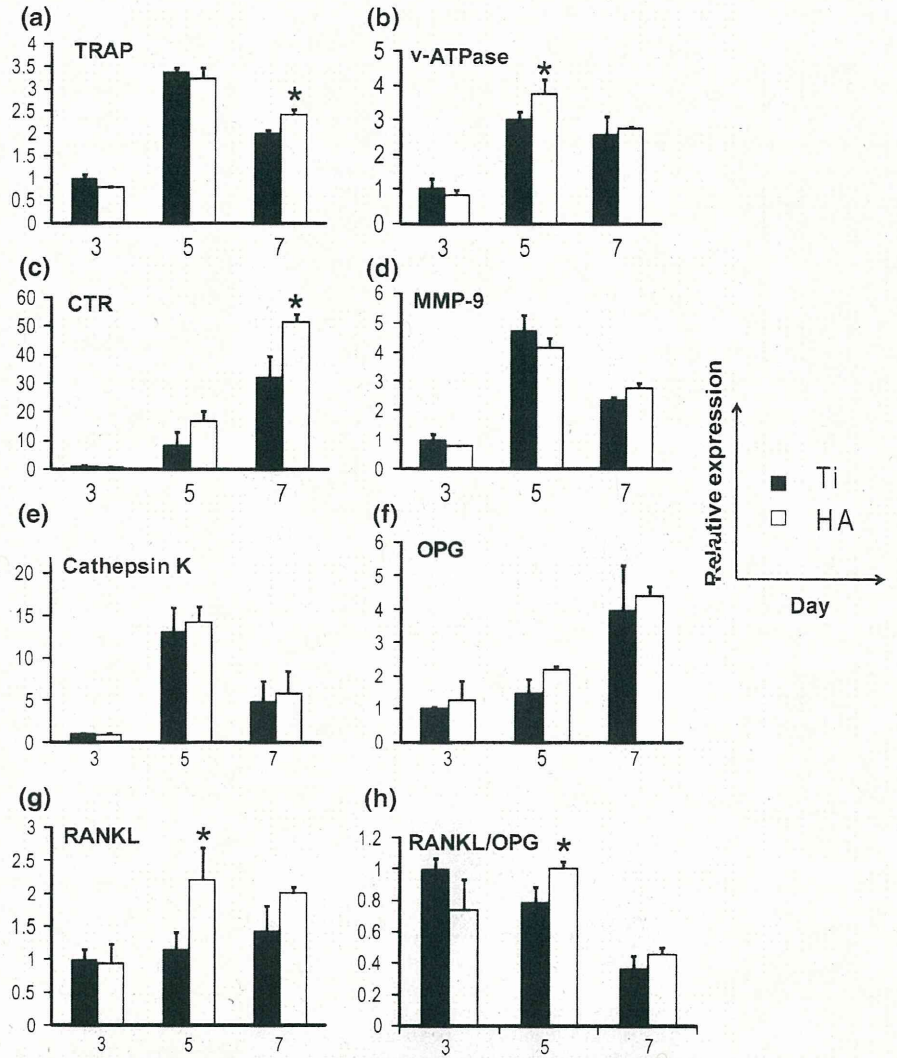 (a)
TRAP
4
3.5
3
2.5
2
1.5
1
0.5
0
*
3 5 7
(b)
v-ATPase
5
4
3
2
1
0
*
3 5 7
(c)
CTR
60
50
40
30
20
10
0
*
3 5 7
(d)
MMP-9
6
5
4
3
2
1
0
3 5 7
(e)
Cathepsin K
20
15
10
5
0
3 5 7
(f)
OPG
6
5
4
3
2
1
0
3 5 7
(g)
RANKL
3
2.5
2
1.5
1
0.5
0
*
3 5 7
(h)
RANKL/OPG
1.2
1
0.8
0.6
0.4
0.2
0
*
3 5 7
Relative expression
Ti
HA
Day